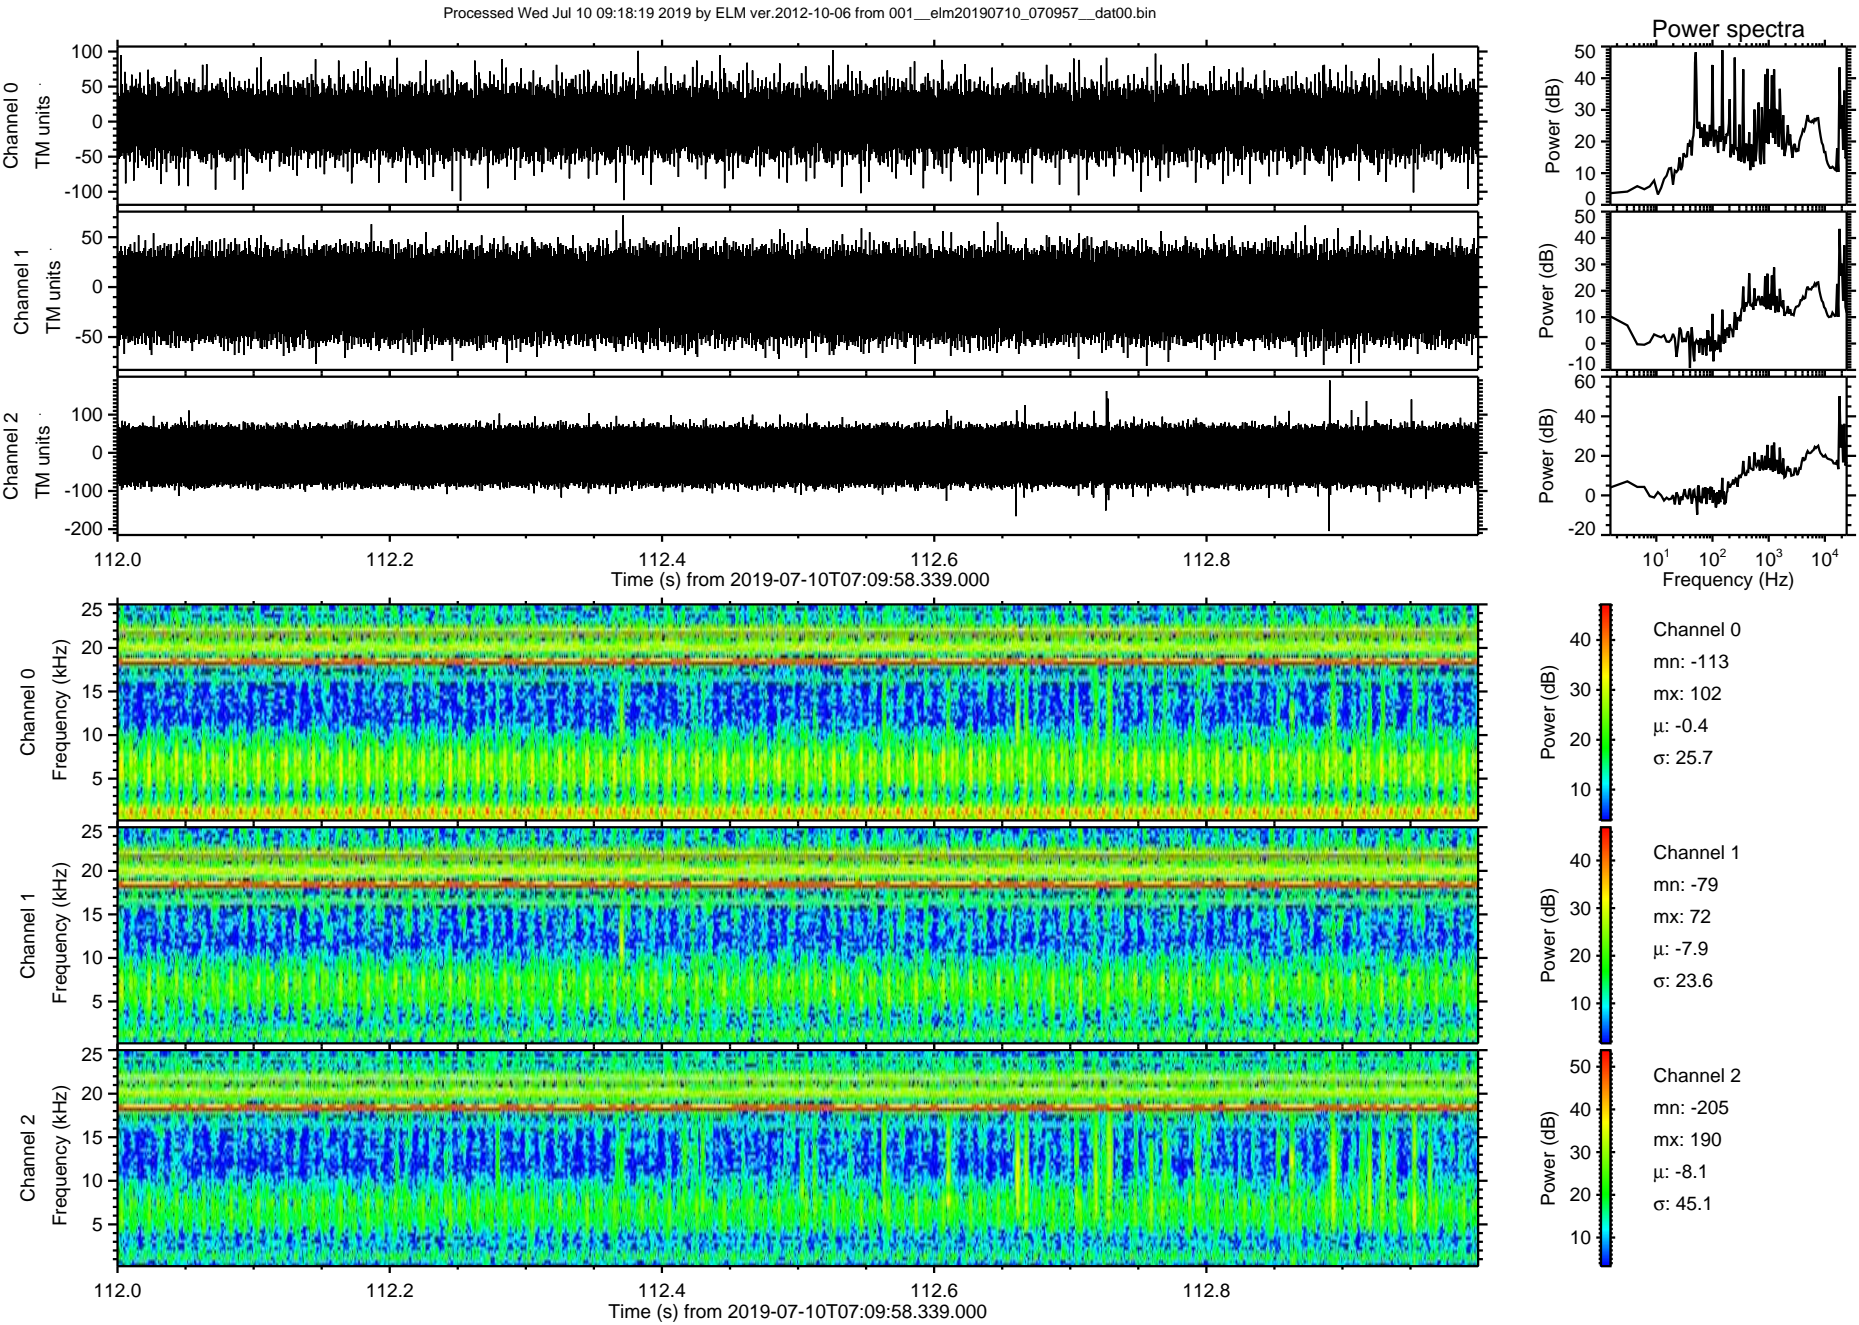 Processed Wed Jul 10 09:18:19 2019 by ELM ver.2012-10-06 from 001__elm20190710_070957__dat00.bin
Power spectra
Channel 0
TM units
100
50
0
-50
-100
Power (dB)
50
40
30
20
10
0
Channel 1
TM units
50
0
-50
Power (dB)
50
40
30
20
10
0
-10
Channel 2
TM units
100
0
-100
-200
Power (dB)
60
40
20
0
-20
112.0 112.2 112.4 112.6 112.8
Time (s) from 2019-07-10T07:09:58.339.000
10^1 10^2 10^3 10^4
Frequency (Hz)
Channel 0
Frequency (kHz)
25
20
15
10
5
Power (dB)
40
30
20
10
Channel 0
mn: -113
mx: 102
μ: -0.4
σ: 25.7
Channel 1
Frequency (kHz)
25
20
15
10
5
Power (dB)
40
30
20
10
Channel 1
mn: -79
mx: 72
μ: -7.9
σ: 23.6
Channel 2
Frequency (kHz)
25
20
15
10
5
Power (dB)
50
40
30
20
10
Channel 2
mn: -205
mx: 190
μ: -8.1
σ: 45.1
112.0 112.2 112.4 112.6 112.8
Time (s) from 2019-07-10T07:09:58.339.000